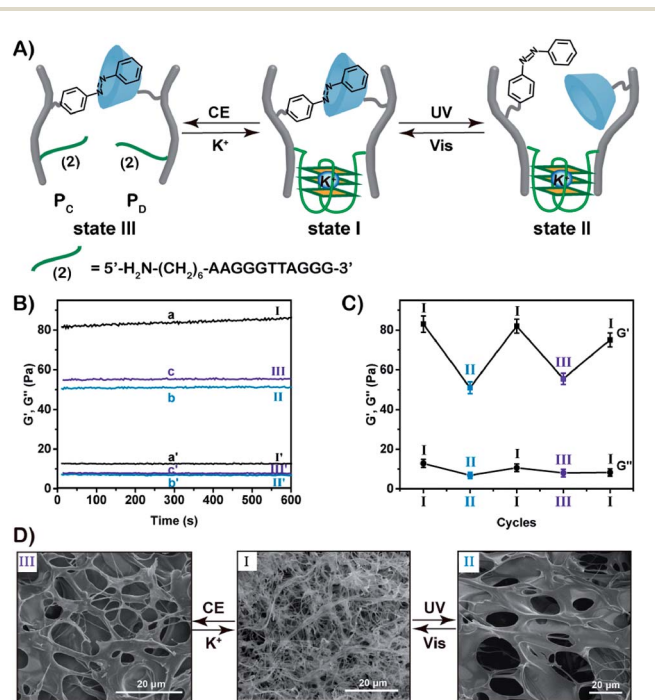 A)
N=N
N=N
N=N
CE
K⁺
UV
Vis
(2)
(2)
K⁺
K⁺
P_C
P_D
state III
state I
state II
(2) = 5'-H₂N-(CH₂)₆-AAGGGTTAGGG-3'
B)
G', G'' (Pa)
80
60
40
20
0
a
I
c
III
b
II
a'
I'
c'
III'
b'
II'
0
100
200
300
400
500
600
Time (s)
C)
G', G'' (Pa)
80
60
40
20
0
I
II
I
III
I
G'
I
II
I
III
I
G''
I
II
I
III
I
Cycles
D)
III
20 µm
CE
K⁺
I
20 µm
UV
Vis
II
20 µm